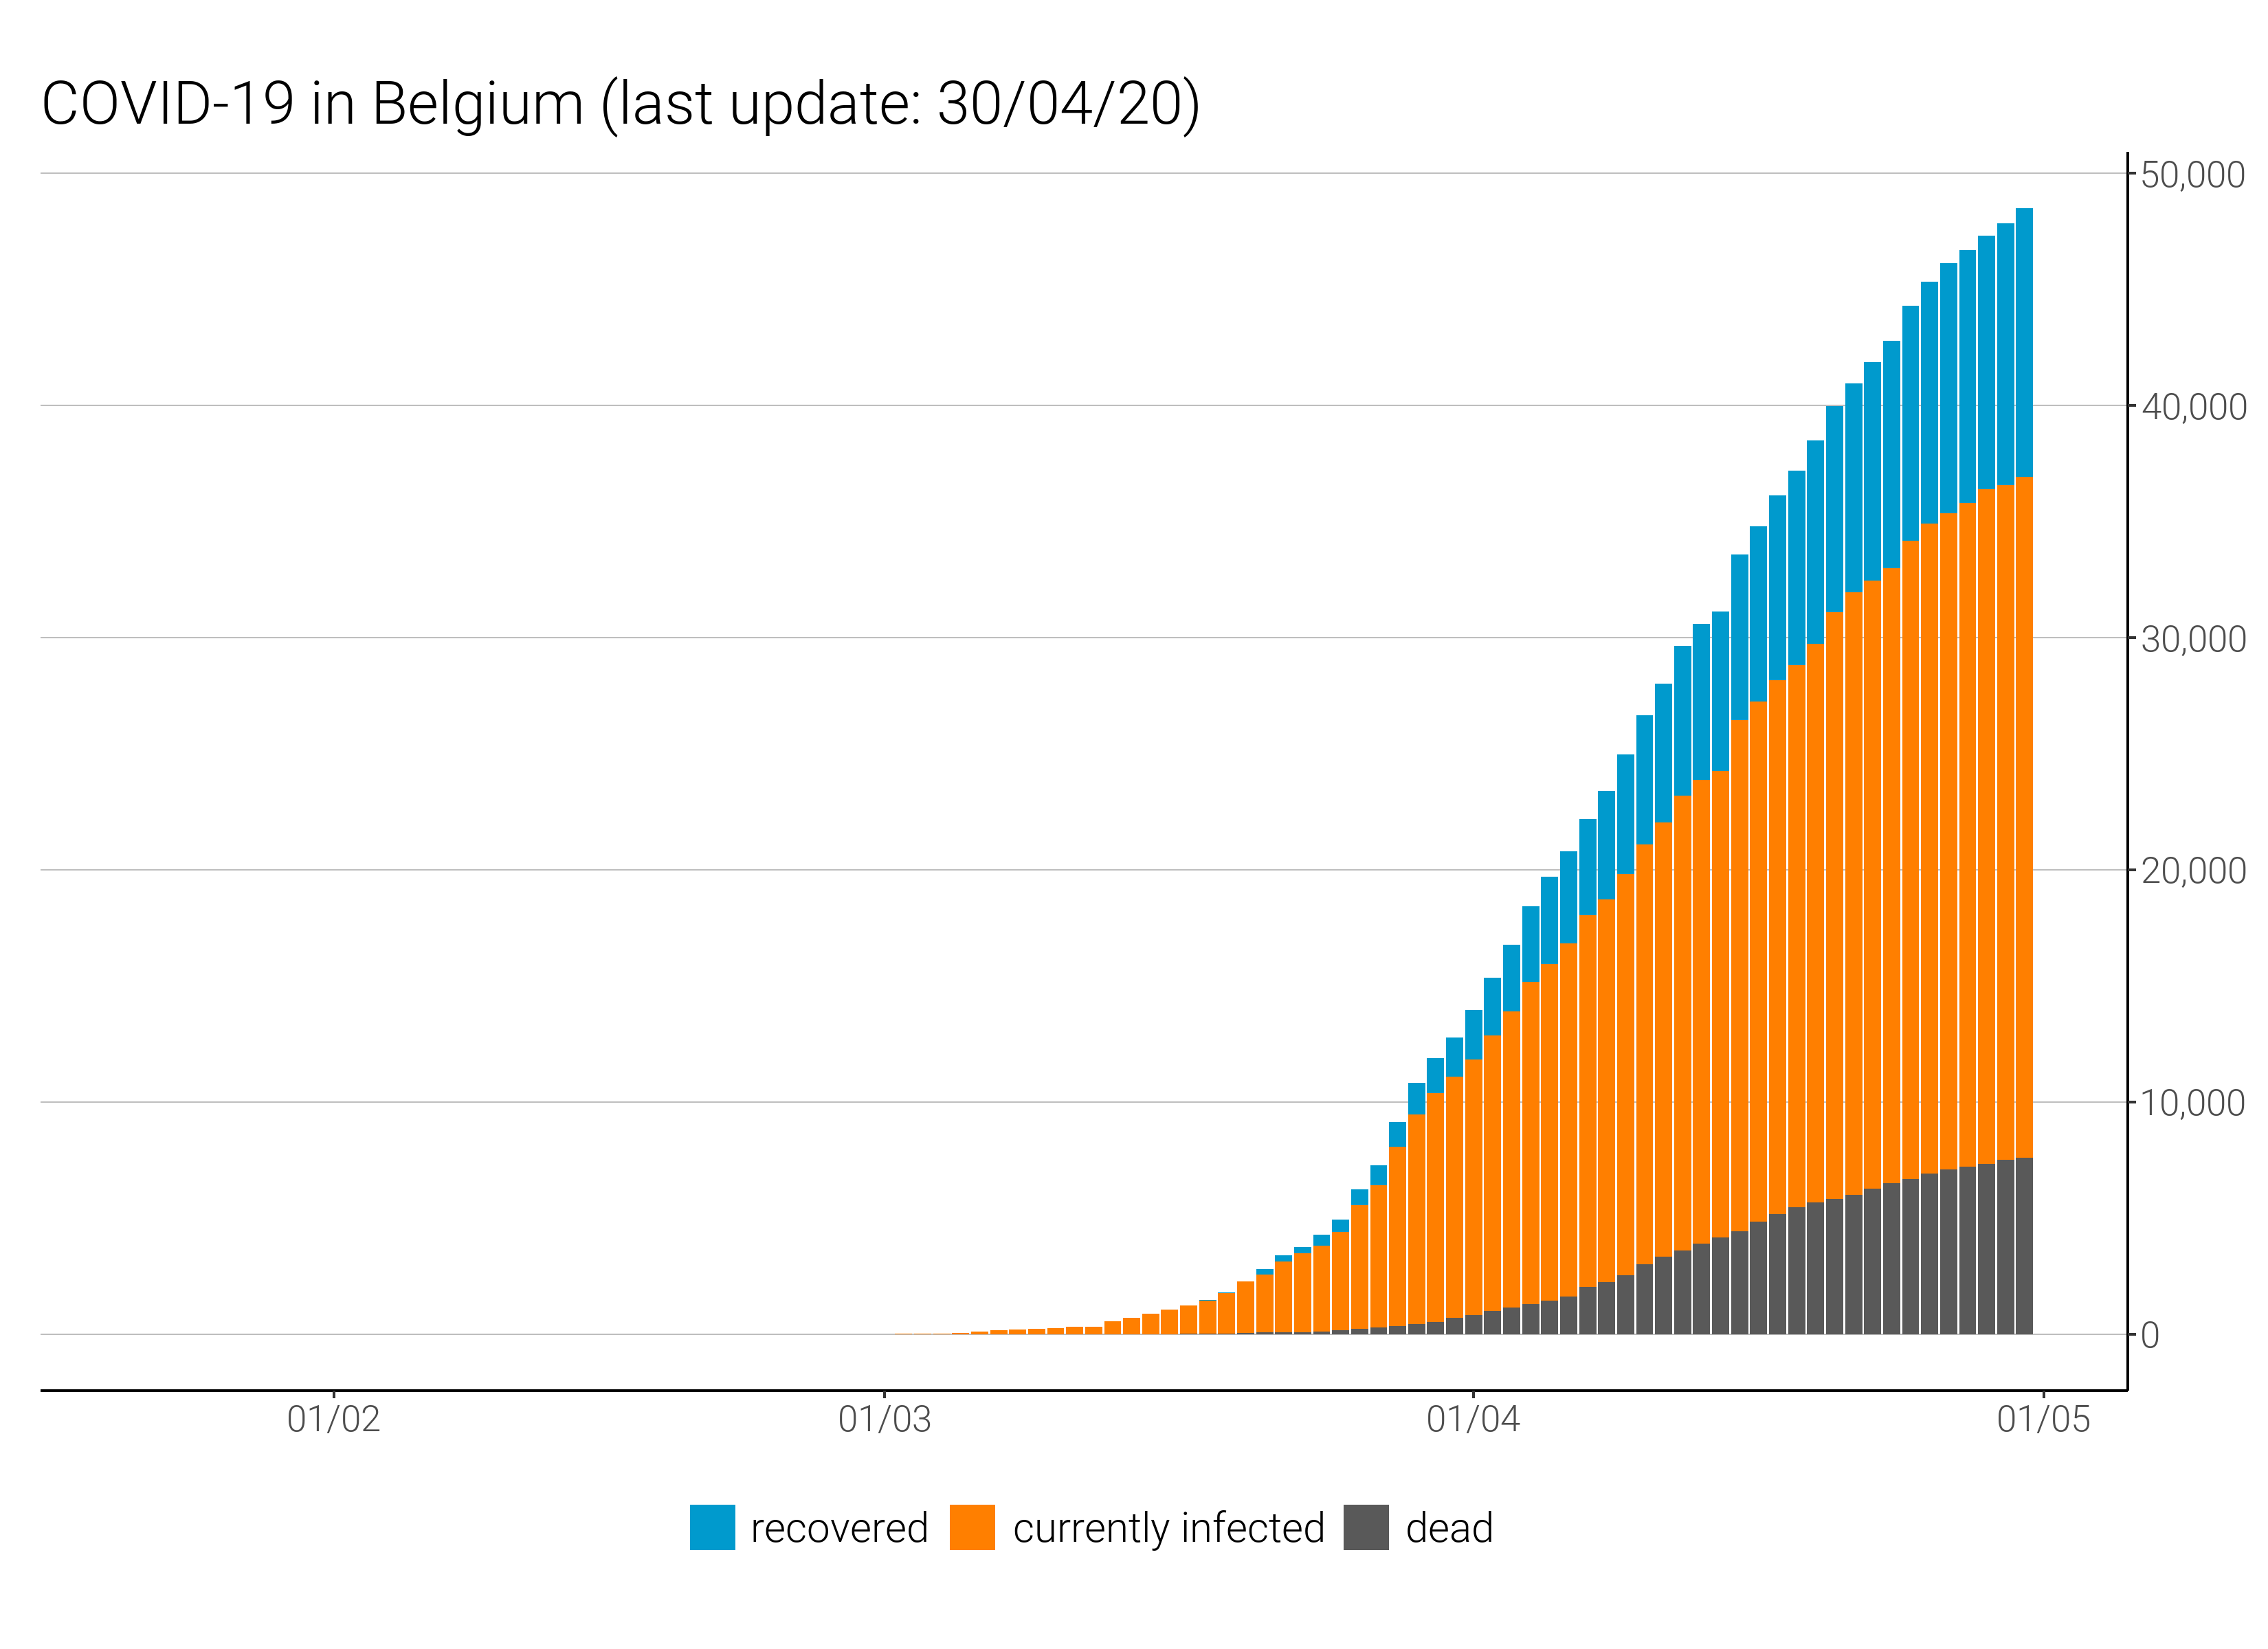 COVID-19 in Belgium (last update: 30/04/20)
50,000
40,000
30,000
20,000
10,000
0
01/02 01/03 01/04 01/05
recovered currently infected dead